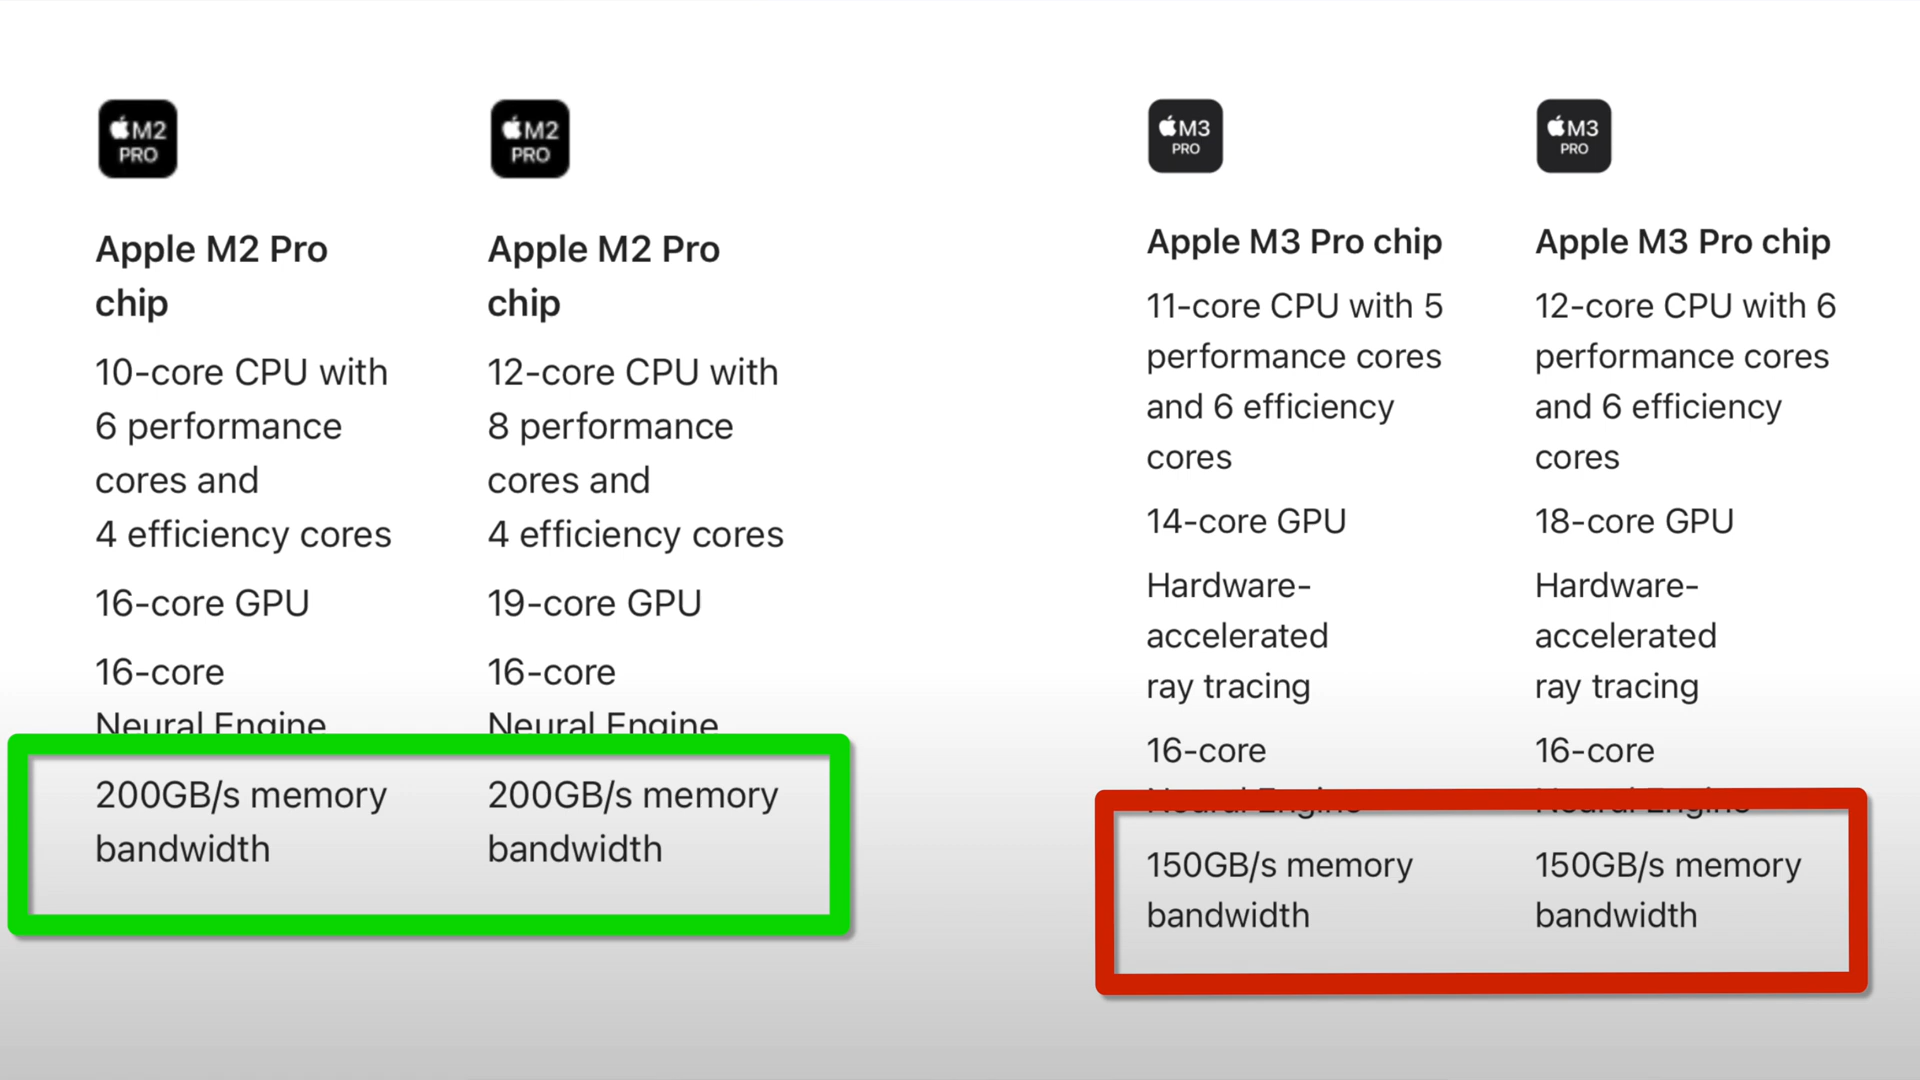 M2
PRO
Apple M2 Pro
chip
10-core CPU with
6 performance
cores and
4 efficiency cores
16-core GPU
16-core
Neural Engine
200GB/s memory
bandwidth
M2
PRO
Apple M2 Pro
chip
12-core CPU with
8 performance
cores and
4 efficiency cores
19-core GPU
16-core
Neural Engine
200GB/s memory
bandwidth
M3
PRO
Apple M3 Pro chip
11-core CPU with 5
performance cores
and 6 efficiency
cores
14-core GPU
Hardware-
accelerated
ray tracing
16-core
Neural Engine
150GB/s memory
bandwidth
M3
PRO
Apple M3 Pro chip
12-core CPU with 6
performance cores
and 6 efficiency
cores
18-core GPU
Hardware-
accelerated
ray tracing
16-core
Neural Engine
150GB/s memory
bandwidth